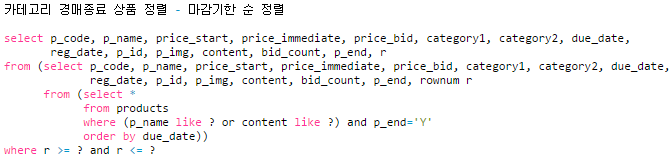 카테고리 경매종료 상품 정렬 - 마감기한 순 정렬
select p_code, p_name, price_start, price_immediate, price_bid, category1, category2, due_date,
reg_date, p_id, p_img, content, bid_count, p_end, r
from (select p_code, p_name, price_start, price_immediate, price_bid, category1, category2, due_date,
reg_date, p_id, p_img, content, bid_count, p_end, rownum r
from (select *
from products
where (p_name like ? or content like ?) and p_end='Y'
order by due_date))
where r >= ? and r <= ?